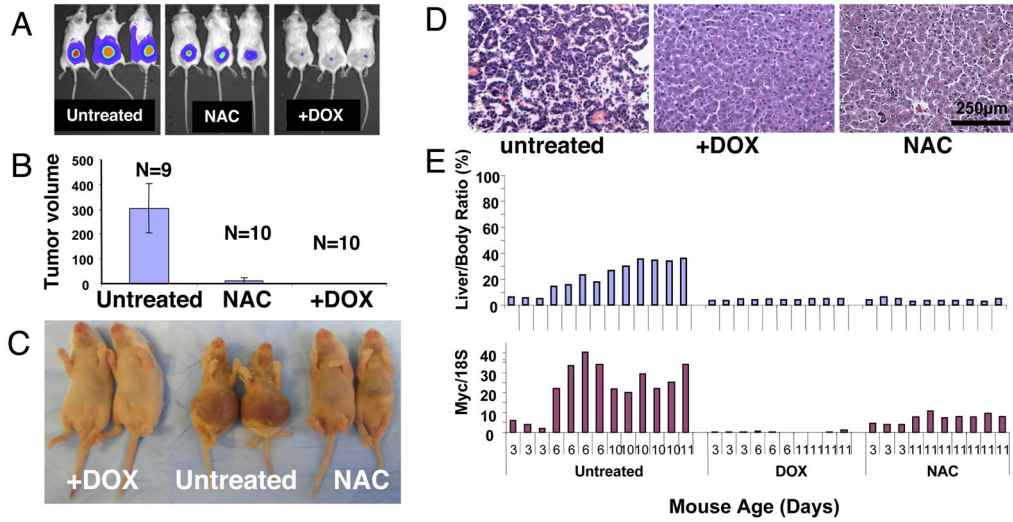 A
Untreated
NAC
+DOX
B
Tumor volume
500
400
300
200
100
0
N=9
N=10
N=10
Untreated
NAC
+DOX
C
+DOX
Untreated
NAC
D
250µm
untreated
+DOX
NAC
E
Liver/Body Ratio (%)
100
80
60
40
20
0
Myc/18S
40
30
20
10
0
3 3 3 6 6 6 6 10 10 10 10 10 11
3 3 3 6 6 6 11 11 11 11
3 3 3 11 11 11 11 11 11 11
Untreated
DOX
NAC
Mouse Age (Days)